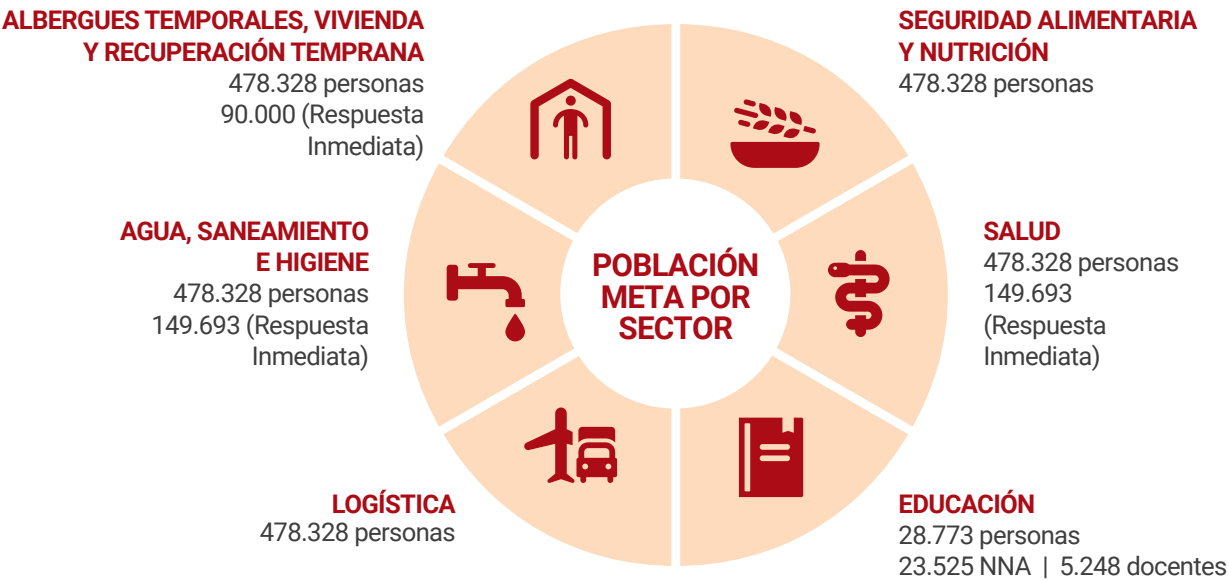 ALBERGUES TEMPORALES, VIVIENDA
Y RECUPERACIÓN TEMPRANA
478.328 personas
90.000 (Respuesta
Inmediata)
SEGURIDAD ALIMENTARIA
Y NUTRICIÓN
478.328 personas
AGUA, SANEAMIENTO
E HIGIENE
478.328 personas
149.693 (Respuesta
Inmediata)
POBLACIÓN
META POR
SECTOR
SALUD
478.328 personas
149.693
(Respuesta
Inmediata)
LOGÍSTICA
478.328 personas
EDUCACIÓN
28.773 personas
23.525 NNA | 5.248 docentes